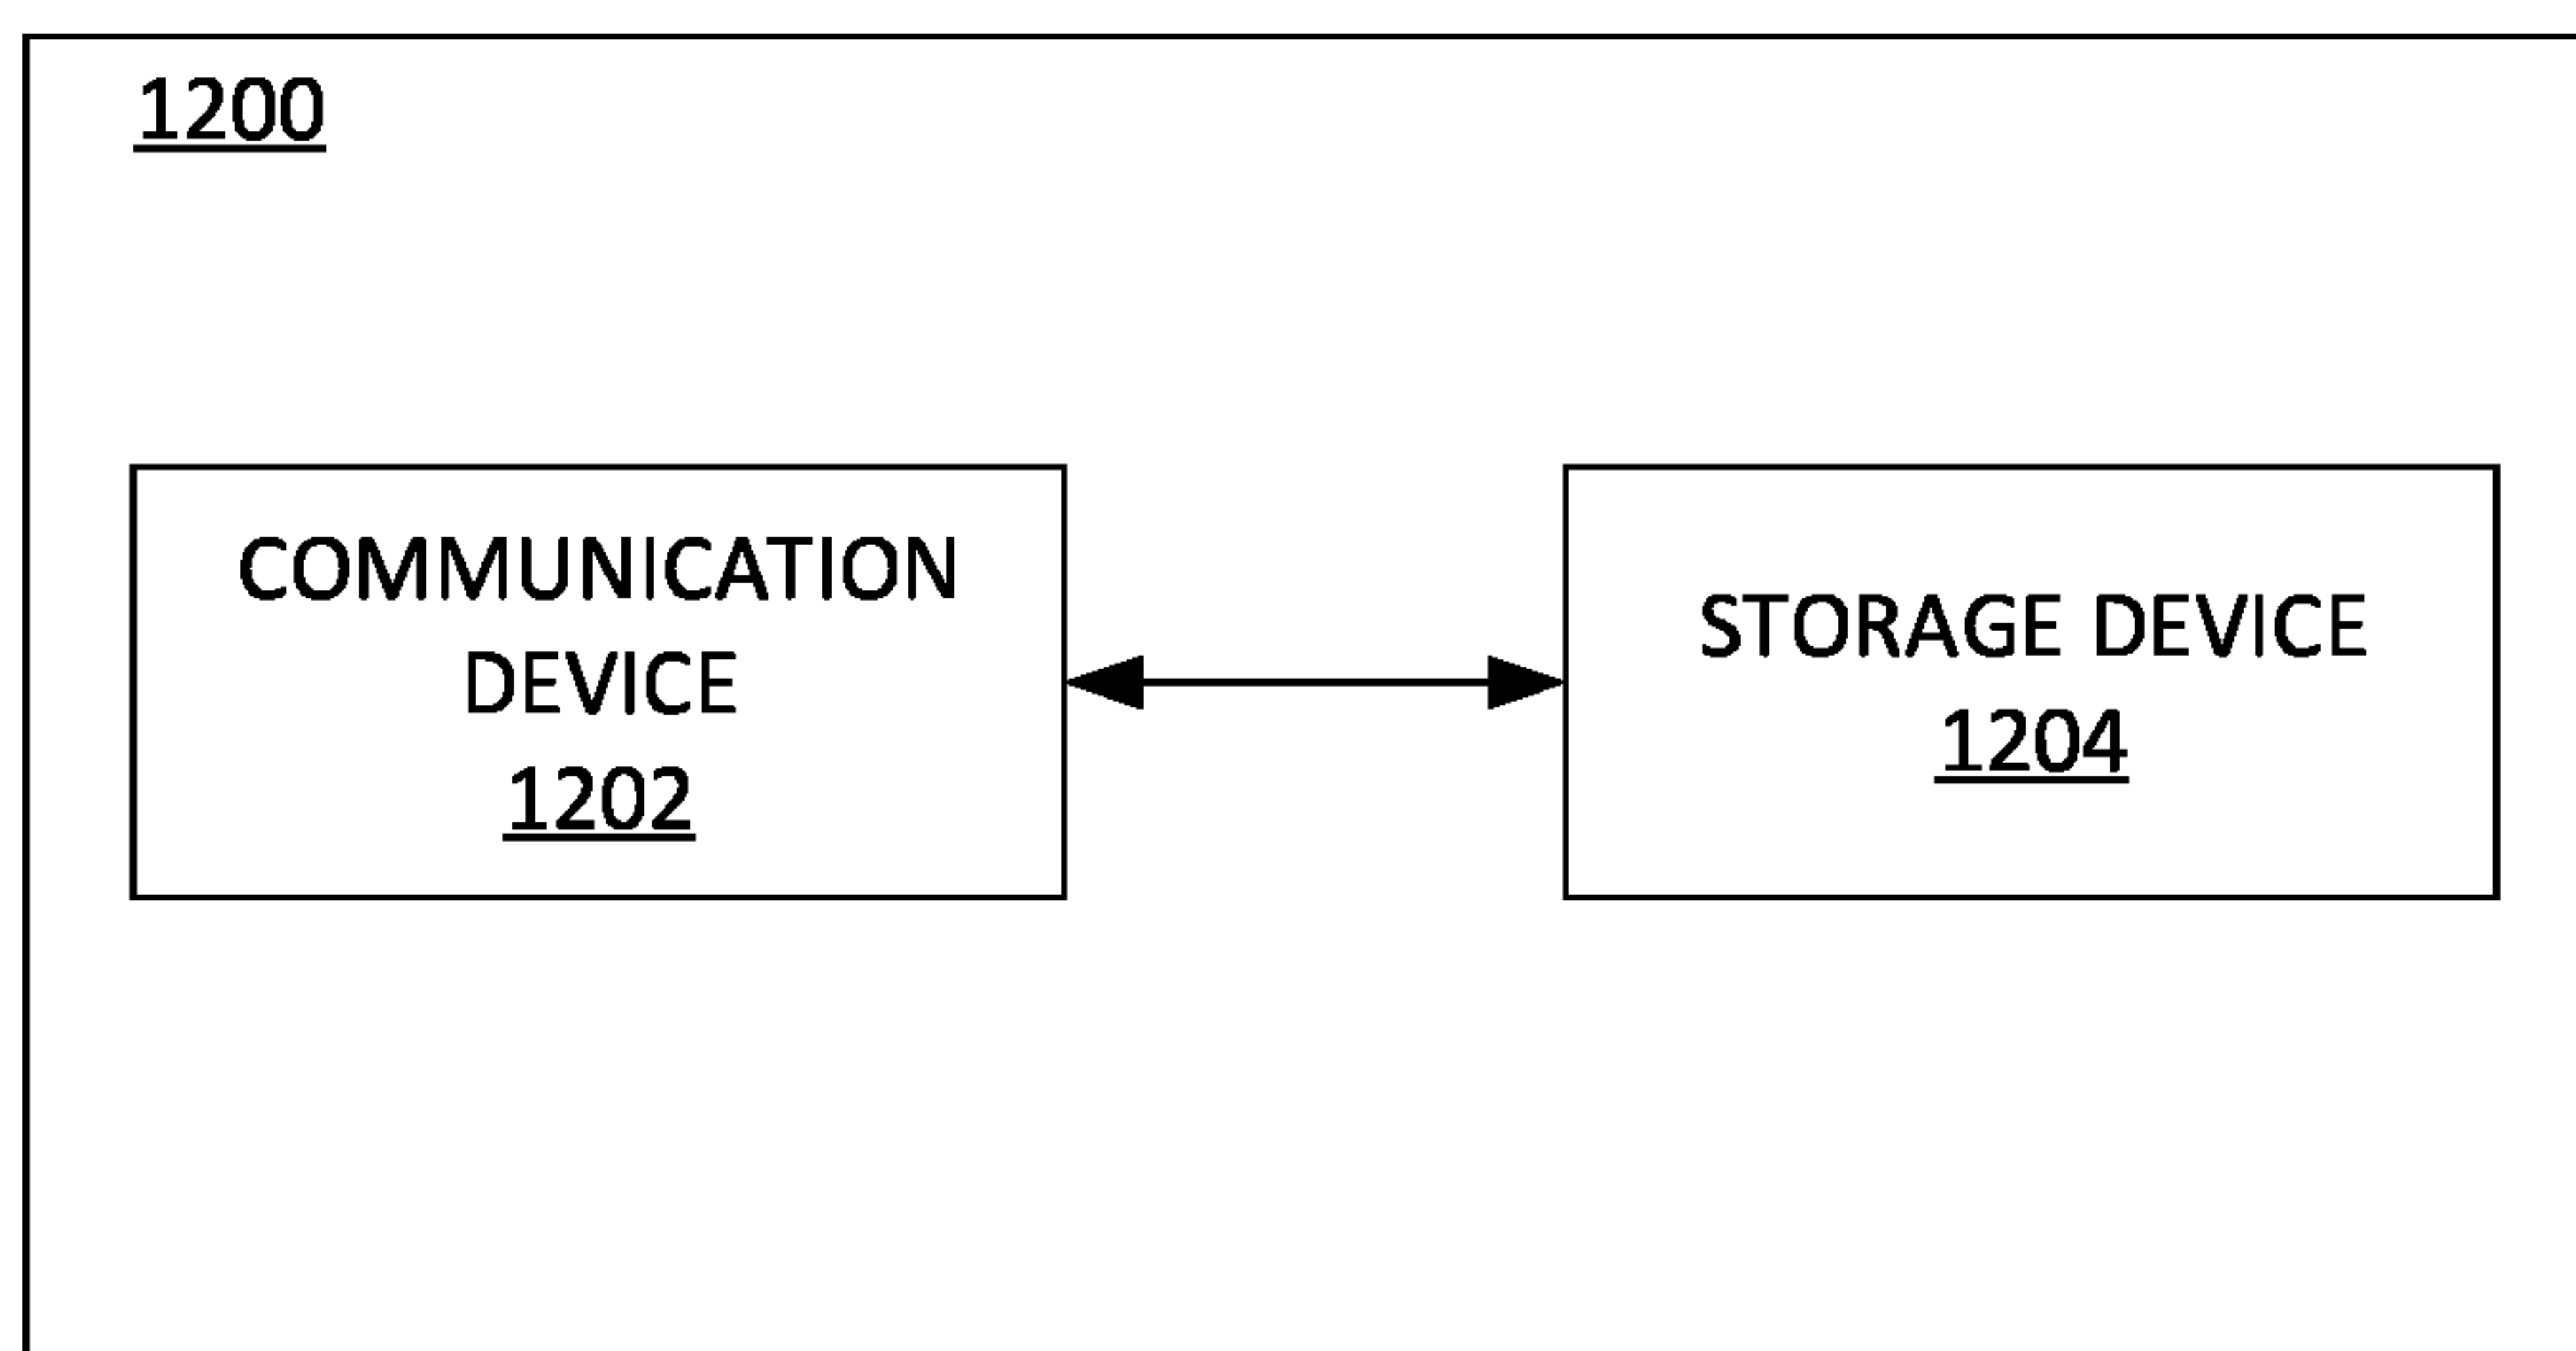 1200
COMMUNICATION
DEVICE
1202
STORAGE DEVICE
1204